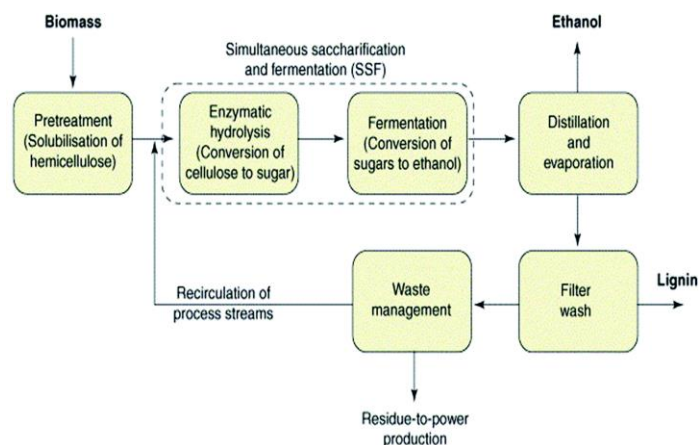 Biomass
Ethanol
Simultaneous saccharification
and fermentation (SSF)
Pretreatment
(Solubilisation of
hemicellulose)
Enzymatic
hydrolysis
(Conversion of
cellulose to sugar)
Fermentation
(Conversion of
sugars to ethanol)
Distillation
and
evaporation
Recirculation of
process streams
Waste
management
Filter
wash
Lignin
Residue-to-power
production